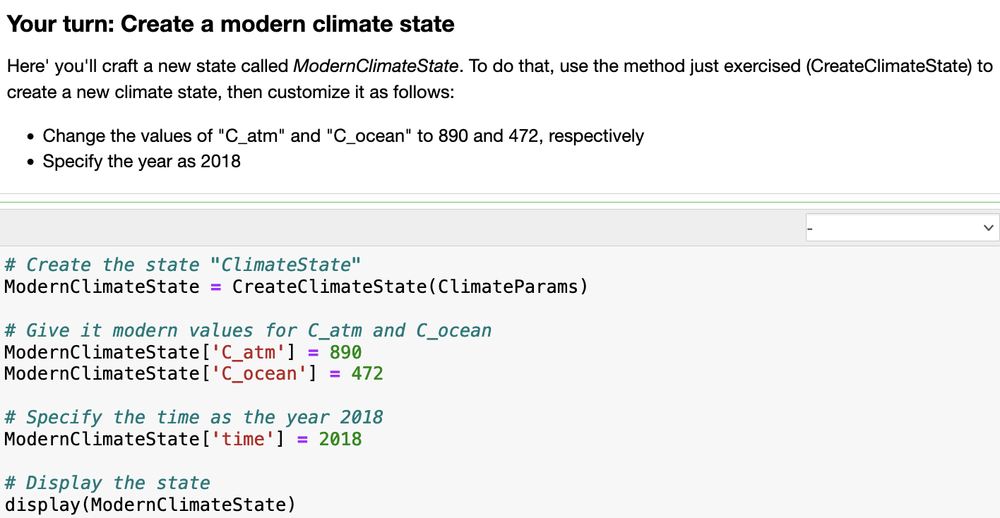 Your turn: Create a modern climate state
Here' you'll craft a new state called ModernClimateState. To do that, use the method just exercised (CreateClimateState) to
create a new climate state, then customize it as follows:
• Change the values of "C_atm" and "C_ocean" to 890 and 472, respectively
• Specify the year as 2018
-
# Create the state "ClimateState"
ModernClimateState = CreateClimateState(ClimateParams)
# Give it modern values for C_atm and C_ocean
ModernClimateState['C_atm'] = 890
ModernClimateState['C_ocean'] = 472
# Specify the time as the year 2018
ModernClimateState['time'] = 2018
# Display the state
display(ModernClimateState)